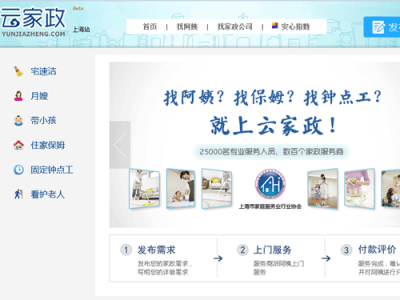 云家政
Beta
YUNJIAZHENG.COM
上海站
首页 | 找阿姨 | 找家政公司 | 安心指数
发
宅速洁
月嫂
带小孩
住家保姆
固定钟点工
看护老人
找阿姨？找保姆？找钟点工？
就上云家政！
25000名专业服务人员，数百个家政服务商
上海市家庭服务业行业协会
1 发布需求
发布您的家政需求，
写明您的详细需求
2 上门服务
服务商派阿姨上门
服务
3 付款评价
服务完成，确认
并对阿姨进行评